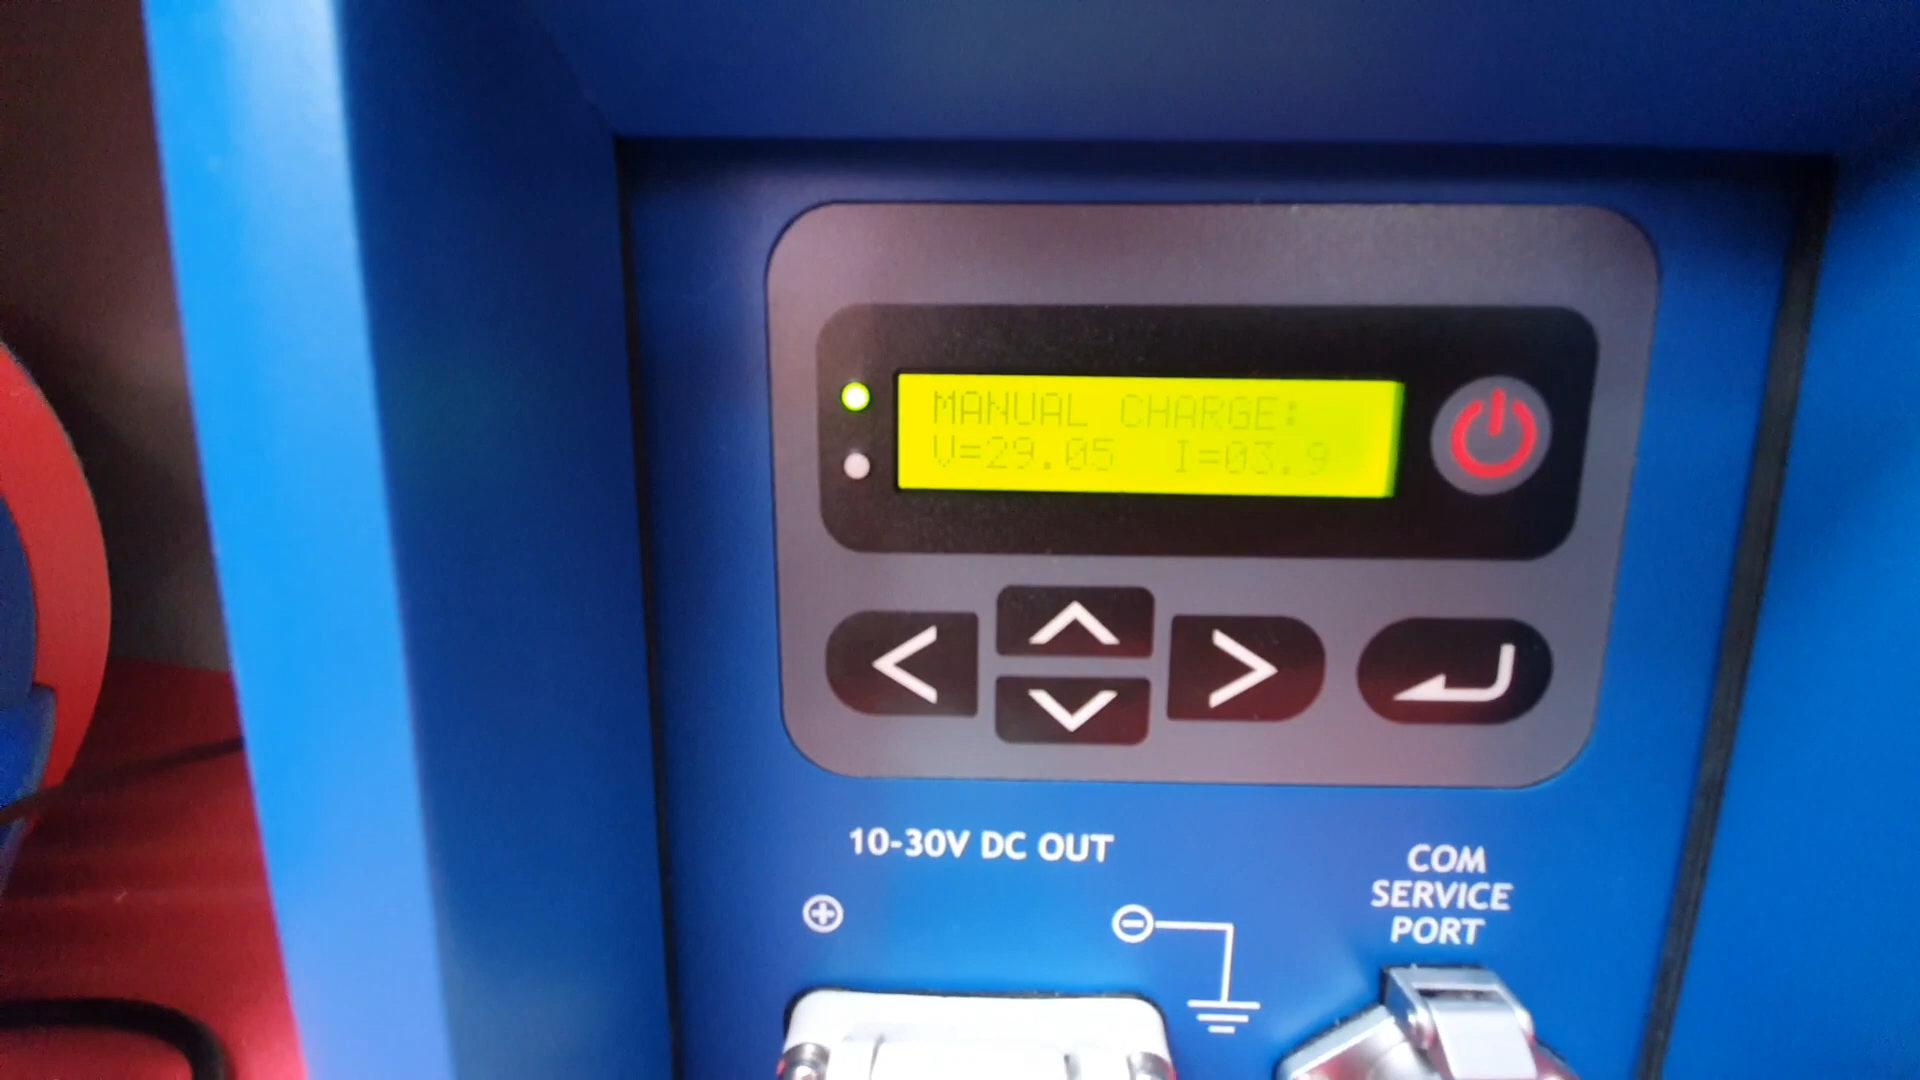 MANUAL CHARGE:
V=29.05 I=03.9
10-30V DC OUT
COM
SERVICE
PORT